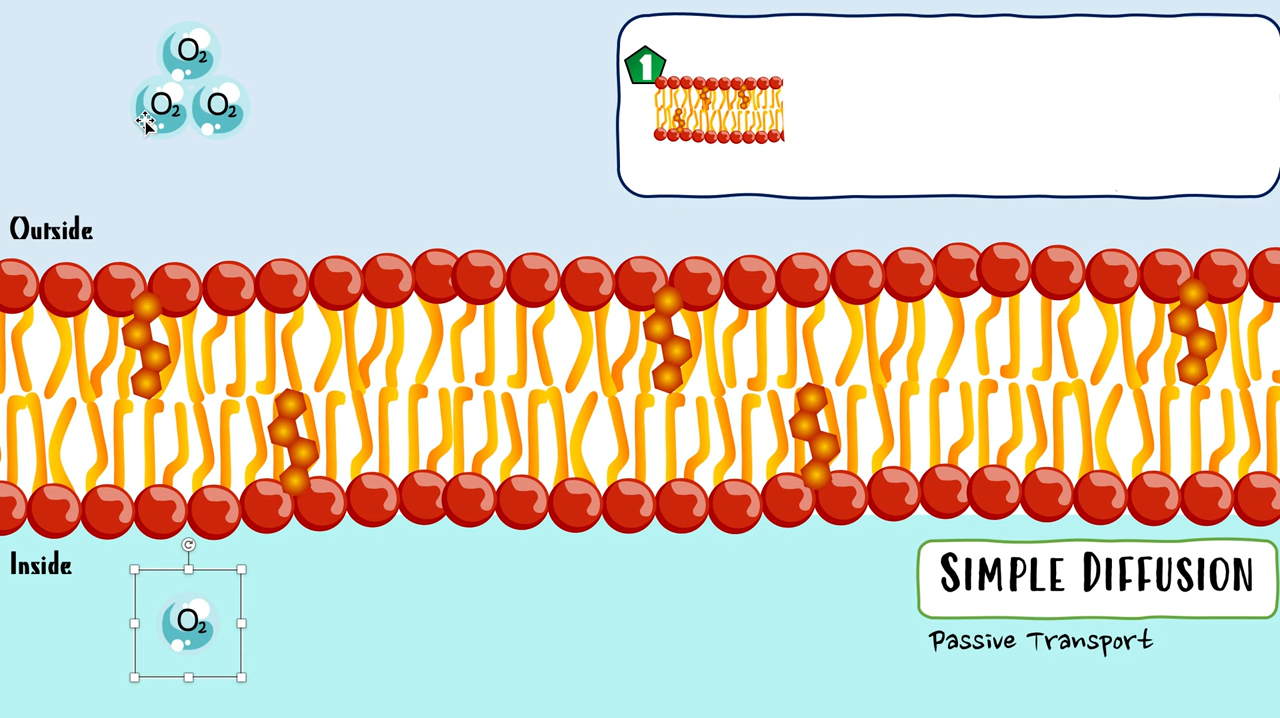 O₂
O₂ O₂
1
Outside
Inside
O₂
SIMPLE DIFFUSION
Passive Transport